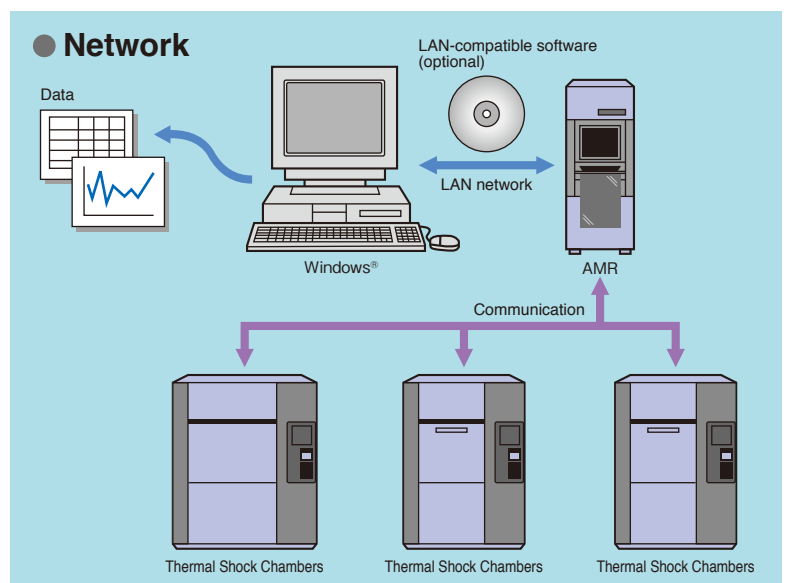 Network
LAN-compatible software
(optional)
Data
LAN network
Windows®
AMR
Communication
Thermal Shock Chambers
Thermal Shock Chambers
Thermal Shock Chambers